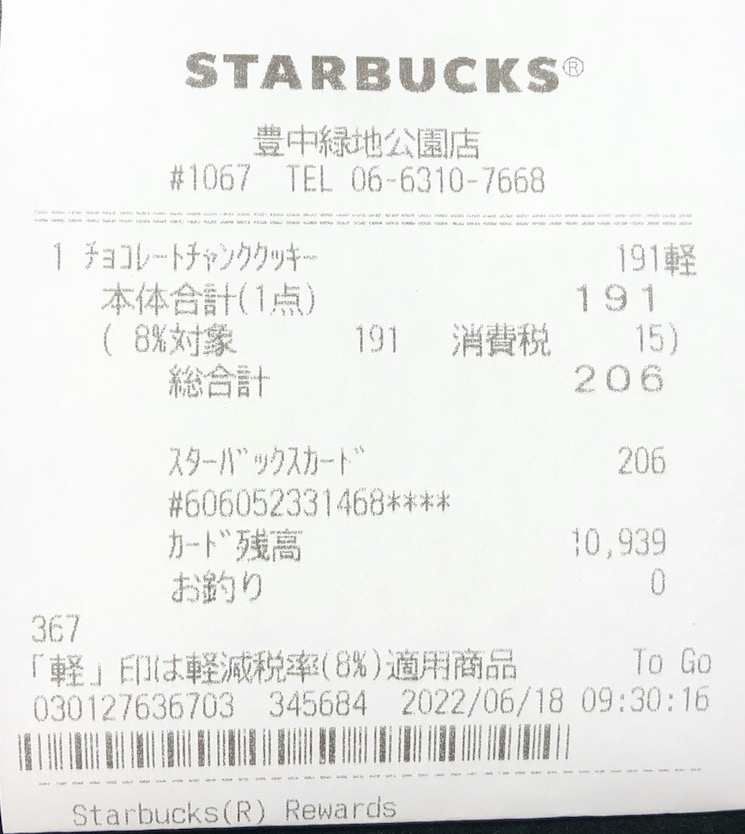 STARBUCKS®
豊中緑地公園店
#1067 TEL 06-6310-7668
1 チョコレートチャンククッキー 191軽
本体合計(1点) 191
( 8%対象 191 消費税 15)
総合計 206
スターバックスカード 206
#606052331468****
カード残高 10,939
お釣り 0
367
「軽」印は軽減税率(8%)適用商品 To Go
030127636703 345684 2022/06/18 09:30:16
Starbucks(R) Rewards